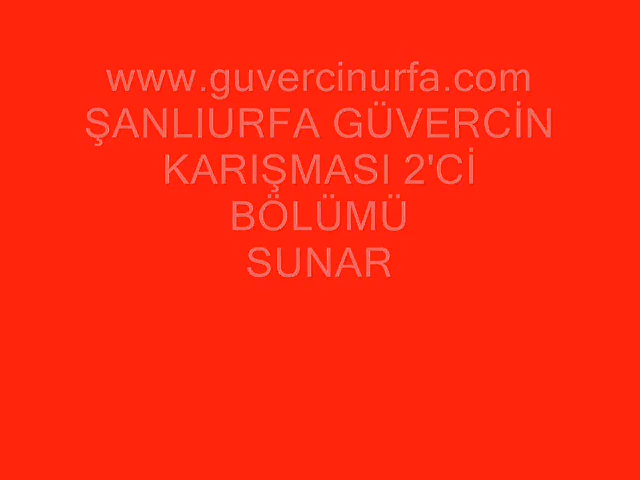 www.guvercinurfa.com
ŞANLIURFA GÜVERCİN
KARIŞMASI 2'Cİ
BÖLÜMÜ
SUNAR